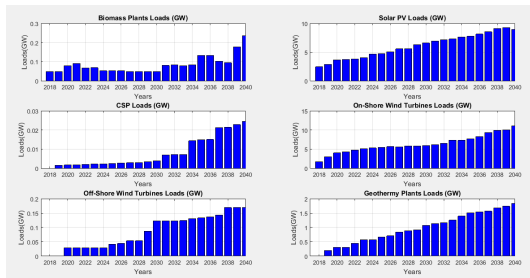 Biomass Plants Loads (GW)
Loads(GW)
0.3
0.2
0.1
0
2018 2020 2022 2024 2026 2028 2030 2032 2034 2036 2038 2040
Years
Solar PV Loads (GW)
Loads(GW)
10
5
0
2018 2020 2022 2024 2026 2028 2030 2032 2034 2036 2038 2040
Years
CSP Loads (GW)
Loads(GW)
0.03
0.02
0.01
0
2018 2020 2022 2024 2026 2028 2030 2032 2034 2036 2038 2040
Years
On-Shore Wind Turbines Loads (GW)
Loads(GW)
15
10
5
0
2018 2020 2022 2024 2026 2028 2030 2032 2034 2036 2038 2040
Years
Off-Shore Wind Turbines Loads (GW)
Loads(GW)
0.2
0.15
0.1
0.05
0
2018 2020 2022 2024 2026 2028 2030 2032 2034 2036 2038 2040
Years
Geothermy Plants Loads (GW)
Loads(GW)
2
1.5
1
0.5
0
2018 2020 2022 2024 2026 2028 2030 2032 2034 2036 2038 2040
Years